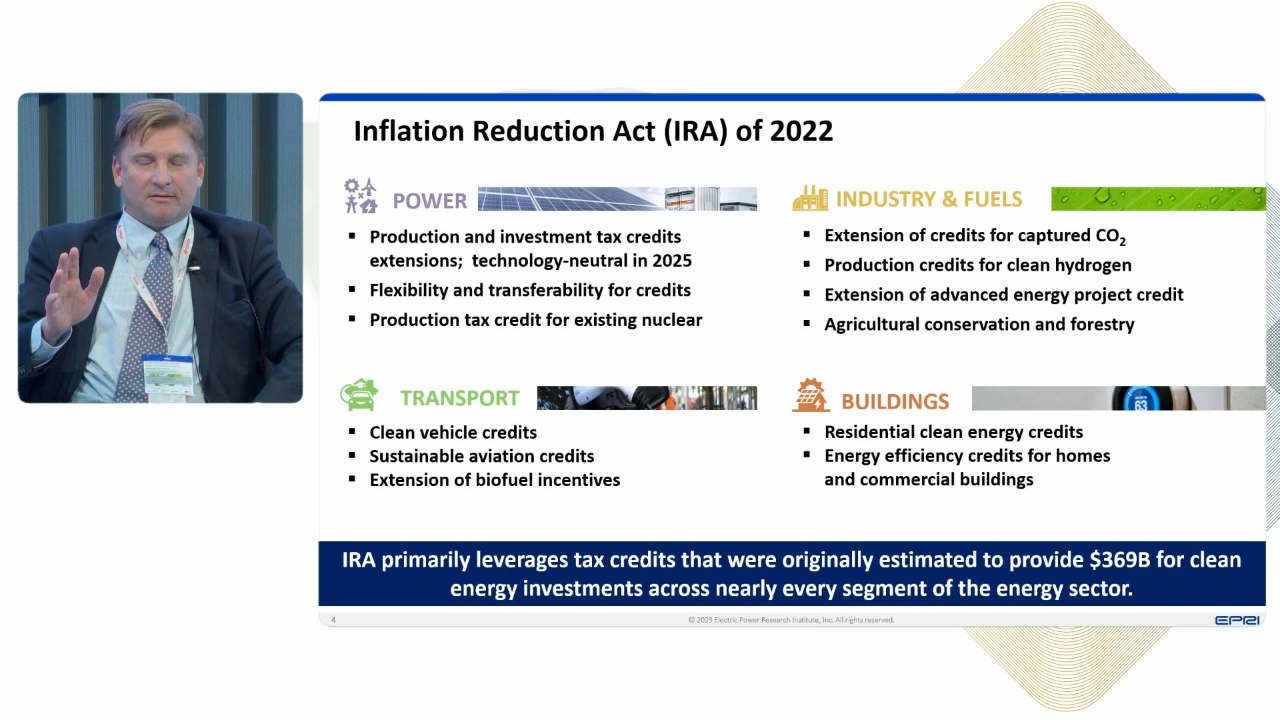 Inflation Reduction Act (IRA) of 2022
POWER
Production and investment tax credits
extensions; technology-neutral in 2025
Flexibility and transferability for credits
Production tax credit for existing nuclear
INDUSTRY & FUELS
Extension of credits for captured CO2
Production credits for clean hydrogen
Extension of advanced energy project credit
Agricultural conservation and forestry
TRANSPORT
Clean vehicle credits
Sustainable aviation credits
Extension of biofuel incentives
BUILDINGS
63
Residential clean energy credits
Energy efficiency credits for homes
and commercial buildings
IRA primarily leverages tax credits that were originally estimated to provide $369B for clean
energy investments across nearly every segment of the energy sector.
4
© 2023 Electric Power Research Institute, Inc. All rights reserved.
EPRI